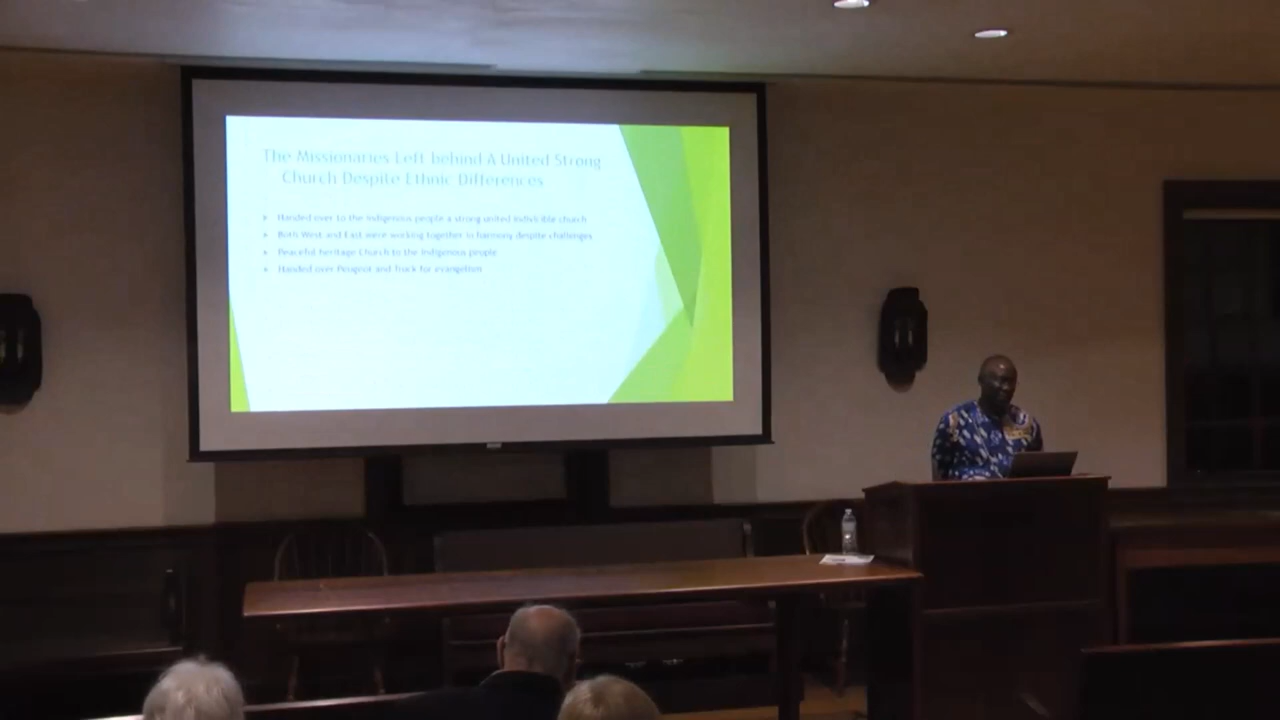 The Missionaries Left behind A United Strong
Church Despite Ethnic Differences
Handed over to the Indigenous people a strong united indivisible church
Both West and East were working together in harmony despite challenges
Peaceful heritage Church to the Indigenous people
Handed over Peugeot and Truck for evangelism